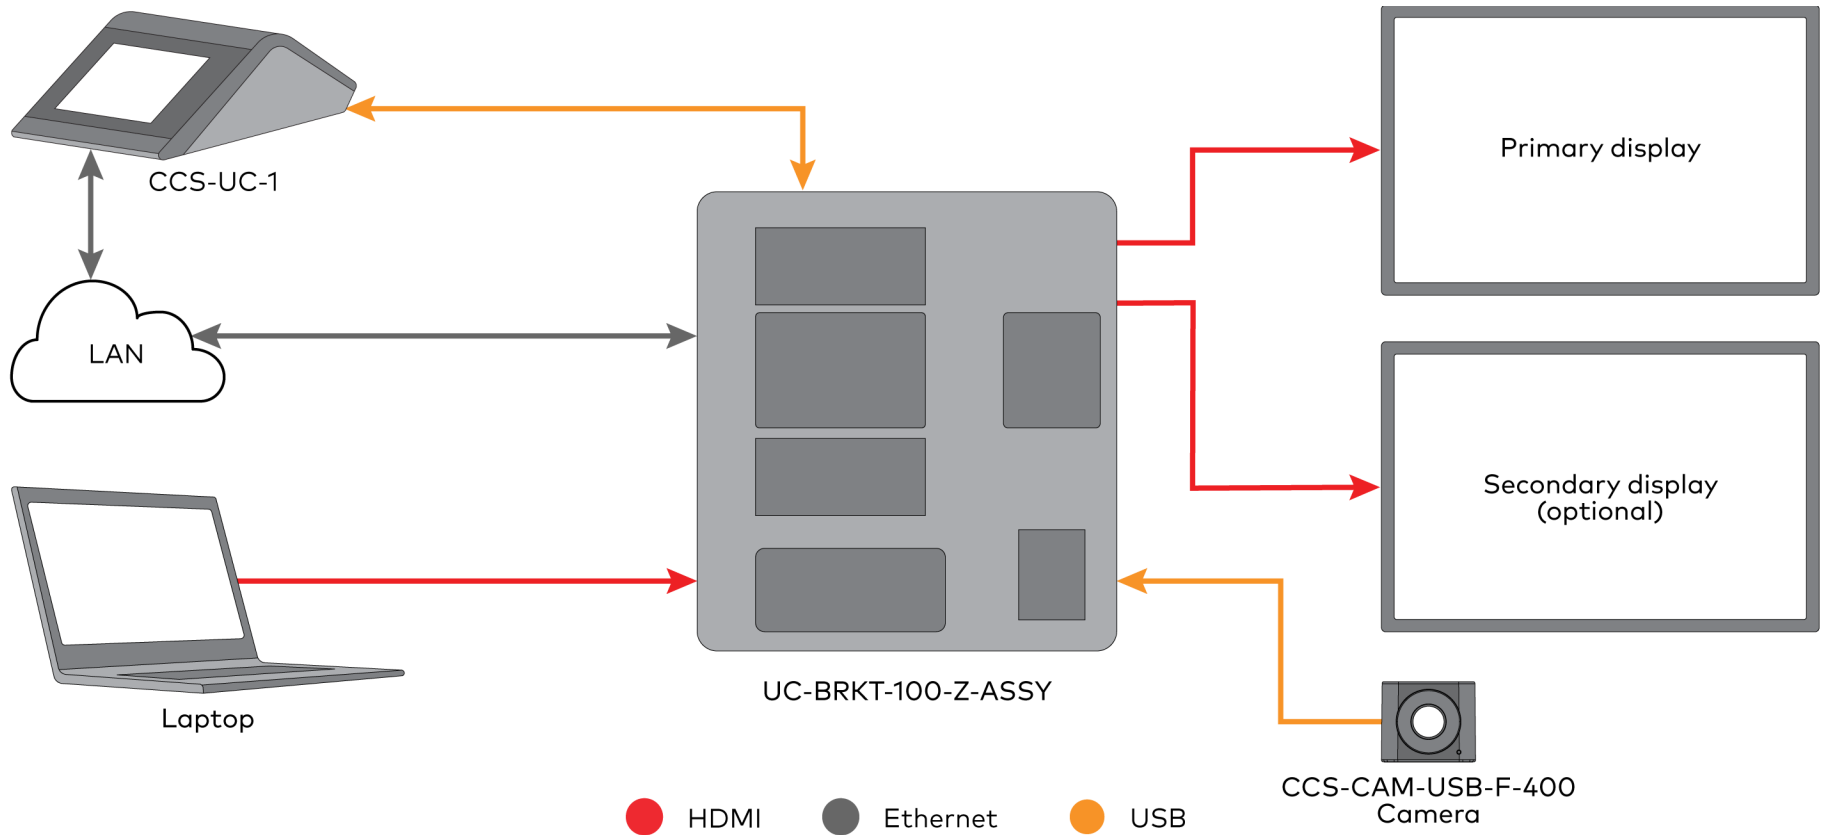 CCS-UC-1
Primary display
LAN
Secondary display
(optional)
Laptop
UC-BRKT-100-Z-ASSY
CCS-CAM-USB-F-400
Camera
HDMI
Ethernet
USB